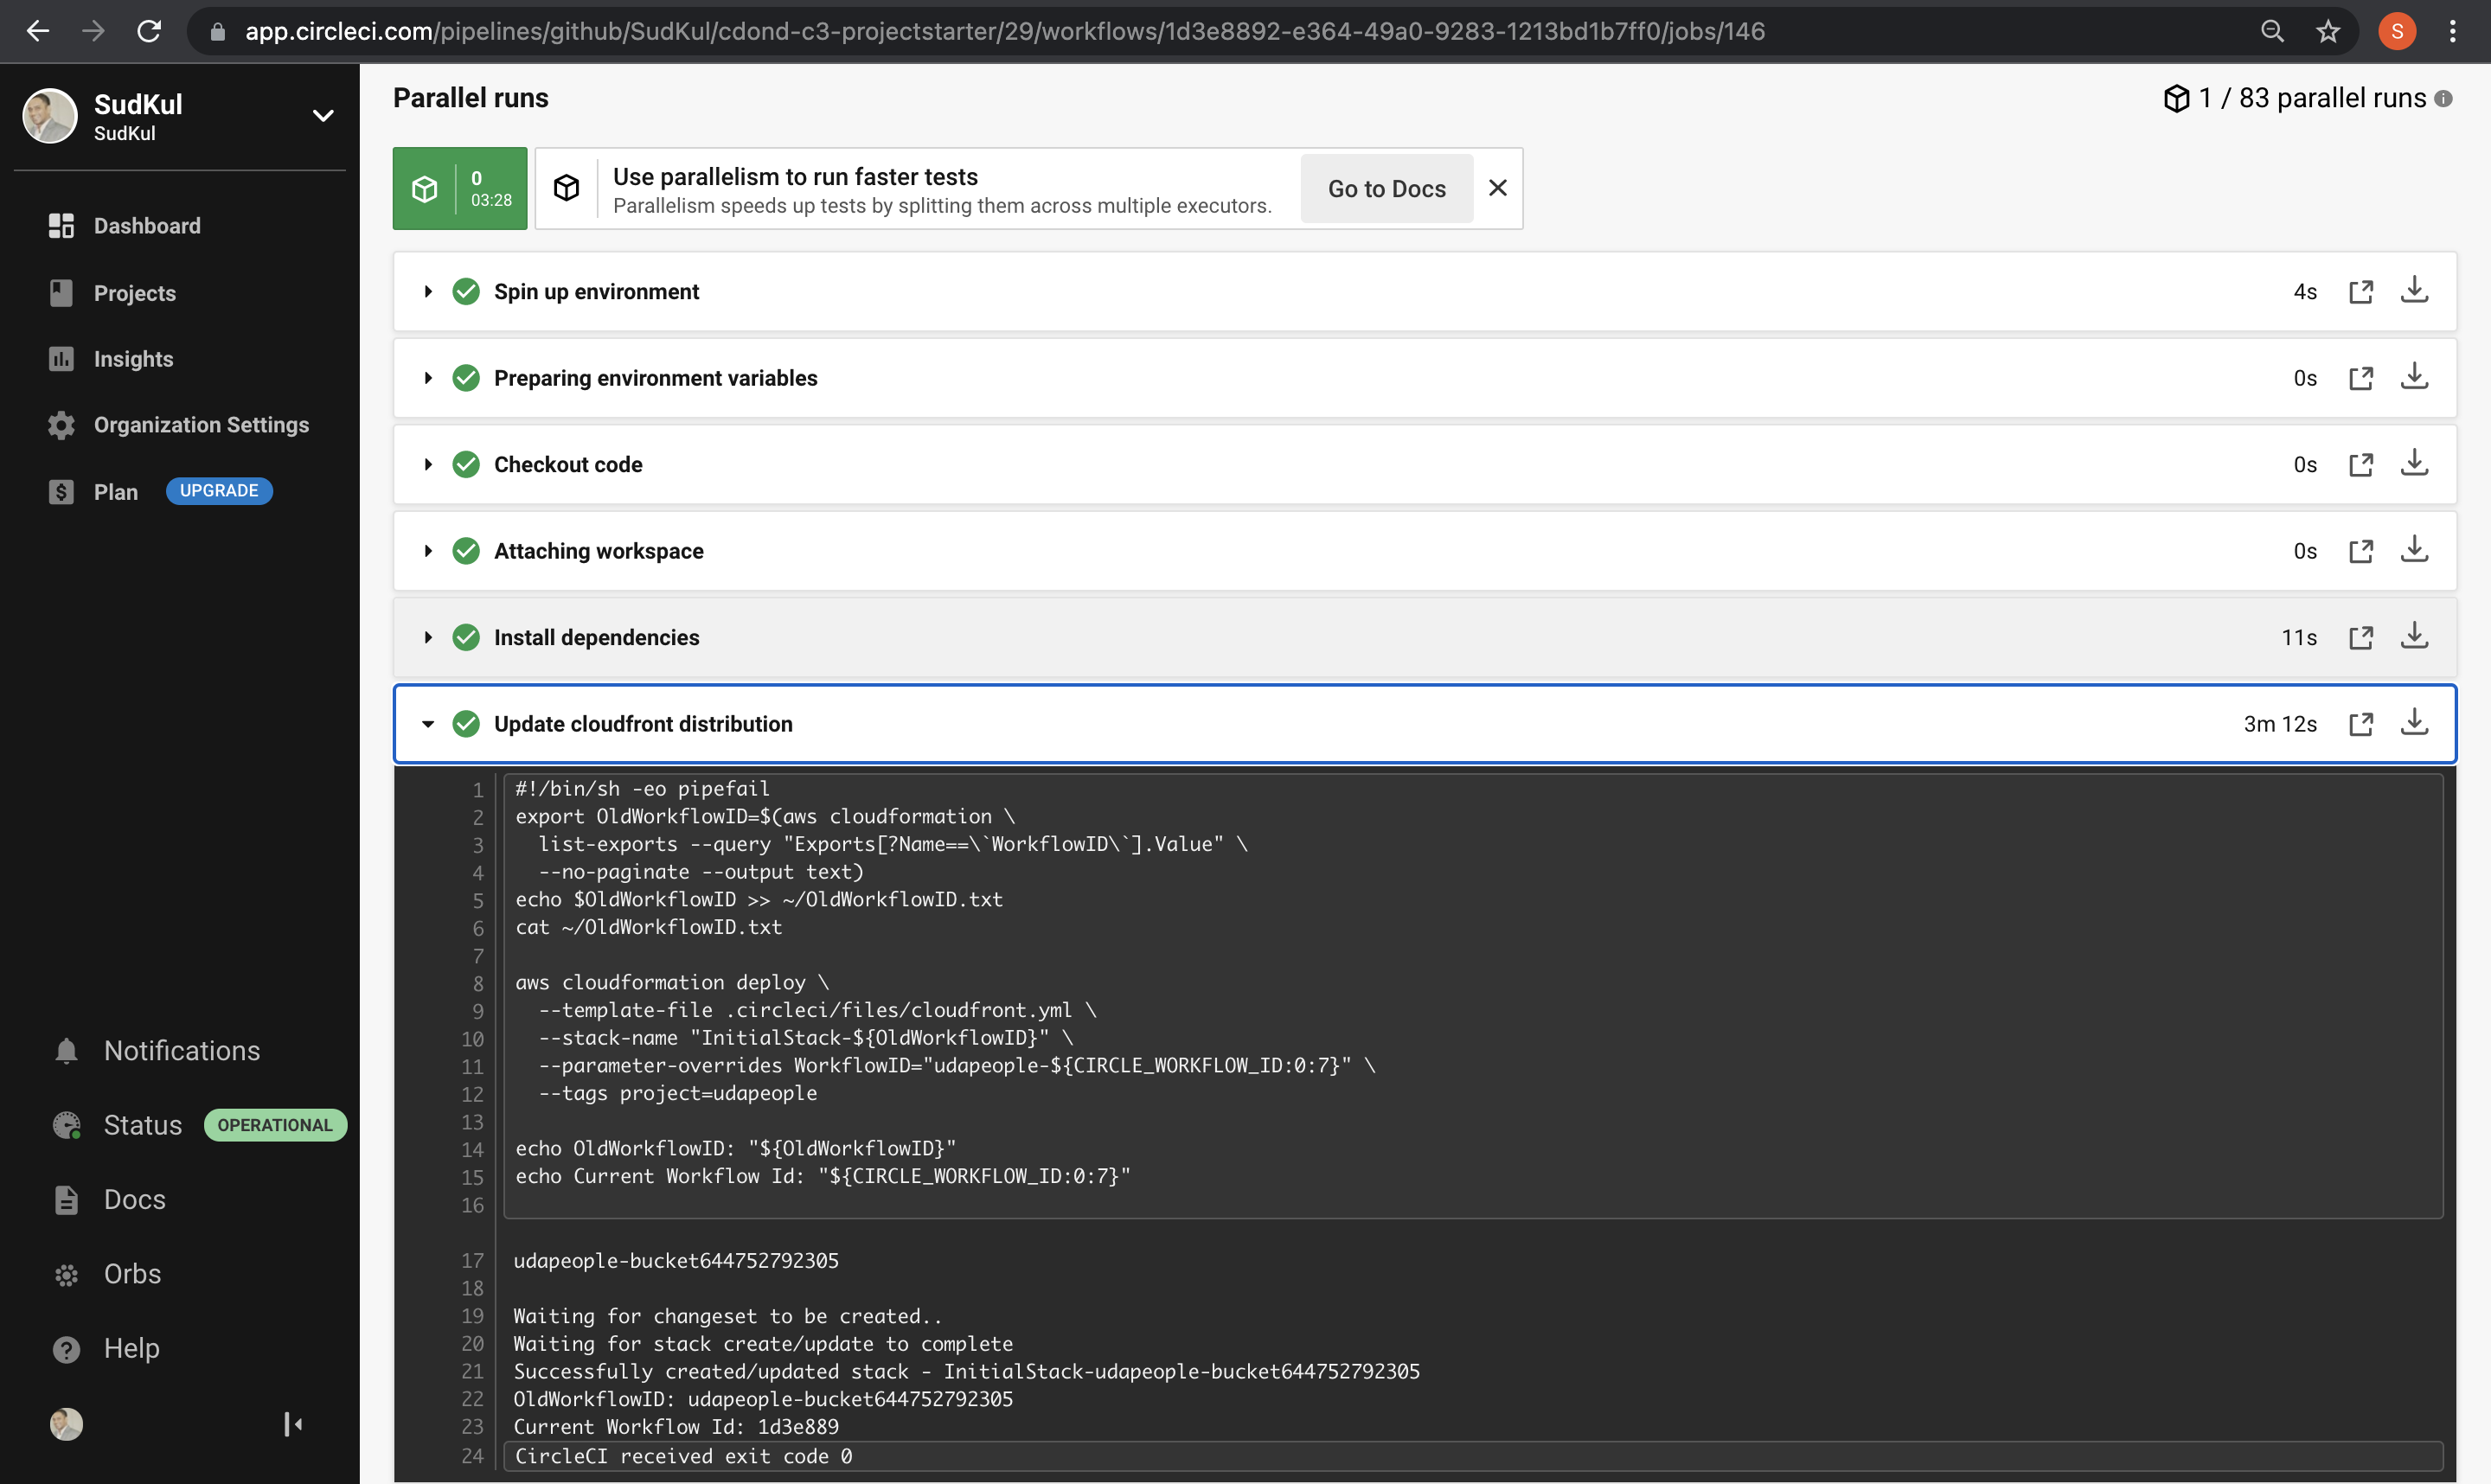 app.circleci.com/pipelines/github/SudKul/cdond-c3-projectstarter/29/workflows/1d3e8892-e364-49a0-9283-1213bd1b7ff0/jobs/146
S
SudKul
SudKul
Dashboard
Projects
Insights
Organization Settings
Plan UPGRADE
Notifications
Status OPERATIONAL
Docs
Orbs
Help
Parallel runs
1 / 83 parallel runs
0
03:28
Use parallelism to run faster tests
Parallelism speeds up tests by splitting them across multiple executors.
Go to Docs
Spin up environment 4s
Preparing environment variables 0s
Checkout code 0s
Attaching workspace 0s
Install dependencies 11s
Update cloudfront distribution 3m 12s
1 #!/bin/sh -eo pipefail
2 export OldWorkflowID=$(aws cloudformation \
3   list-exports --query "Exports[?Name==\`WorkflowID\`].Value" \
4   --no-paginate --output text)
5 echo $OldWorkflowID >> ~/OldWorkflowID.txt
6 cat ~/OldWorkflowID.txt
7
8 aws cloudformation deploy \
9   --template-file .circleci/files/cloudfront.yml \
10   --stack-name "InitialStack-${OldWorkflowID}" \
11   --parameter-overrides WorkflowID="udapeople-${CIRCLE_WORKFLOW_ID:0:7}" \
12   --tags project=udapeople
13
14 echo OldWorkflowID: "${OldWorkflowID}"
15 echo Current Workflow Id: "${CIRCLE_WORKFLOW_ID:0:7}"
16
17 udapeople-bucket644752792305
18
19 Waiting for changeset to be created..
20 Waiting for stack create/update to complete
21 Successfully created/updated stack - InitialStack-udapeople-bucket644752792305
22 OldWorkflowID: udapeople-bucket644752792305
23 Current Workflow Id: 1d3e889
24 CircleCI received exit code 0